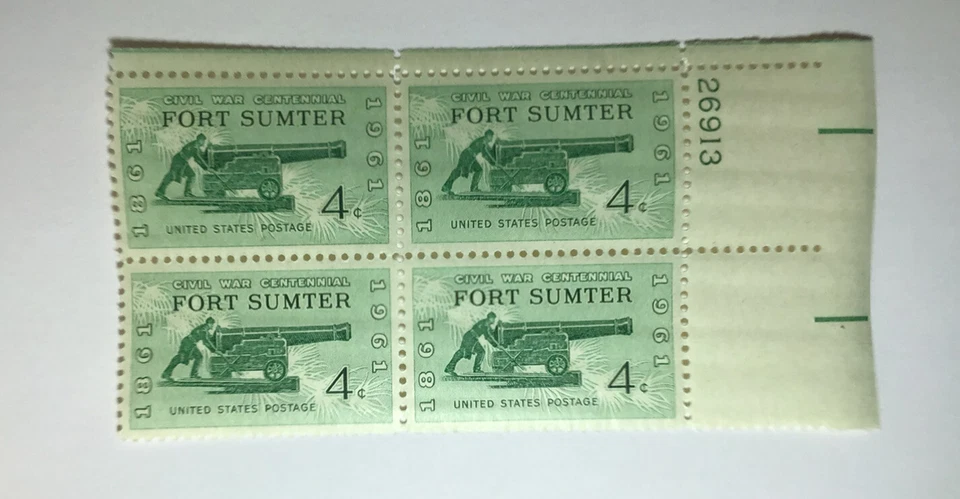 CIVIL WAR CENTENNIAL
FORT SUMTER
1861
1961
4¢
UNITED STATES POSTAGE
CIVIL WAR CENTENNIAL
FORT SUMTER
1861
1961
4¢
UNITED STATES POSTAGE
26913
CIVIL WAR CENTENNIAL
FORT SUMTER
1861
1961
4¢
UNITED STATES POSTAGE
CIVIL WAR CENTENNIAL
FORT SUMTER
1861
1961
4¢
UNITED STATES POSTAGE